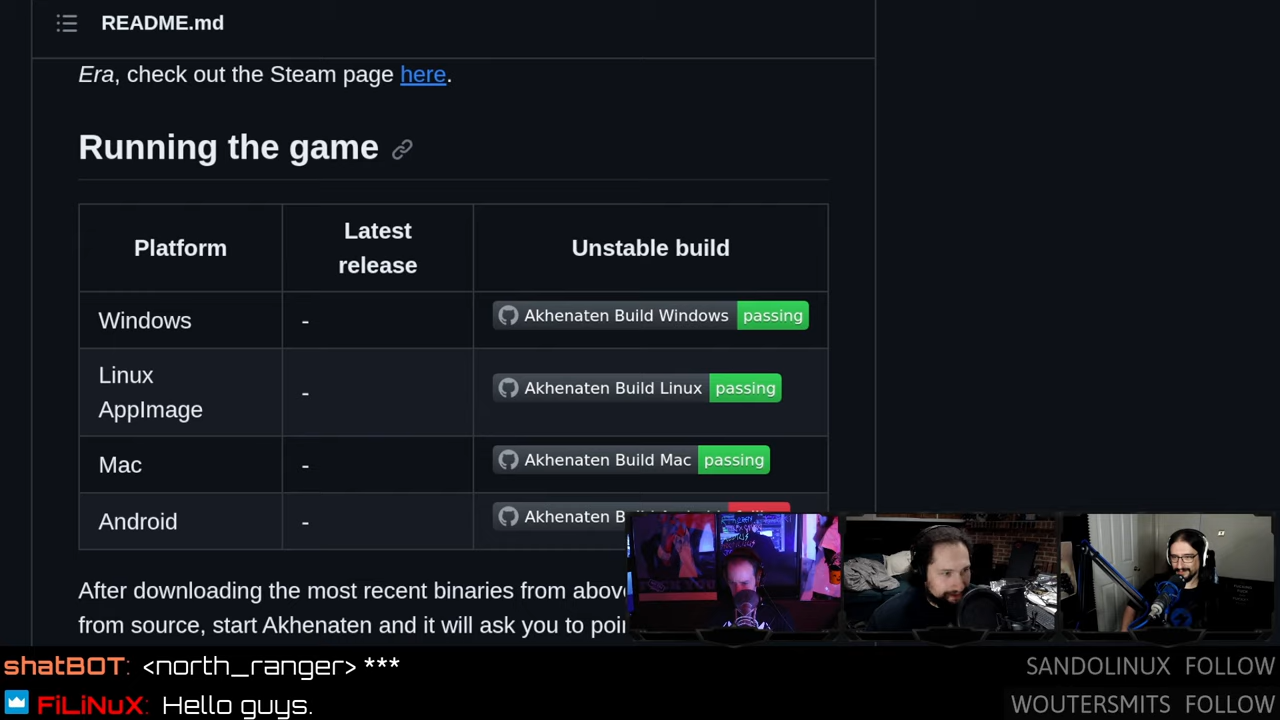 README.md
Era, check out the Steam page here.
Running the game
Platform
Latest
release
Unstable build
Windows
-
Akhenaten Build Windows passing
Linux
AppImage
-
Akhenaten Build Linux passing
Mac
-
Akhenaten Build Mac passing
Android
-
Akhenaten
After downloading the most recent binaries from
from source, start Akhenaten and it will ask you to
shatBOT: <north_ranger> ***
FiLiNuX: Hello guys.
SANDOLINUX FOLLOW
WOUTERSMITS FOLLOW